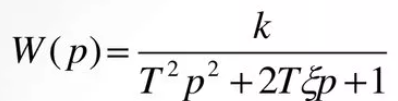 W(p)= k / (T²p² + 2Tξp + 1)